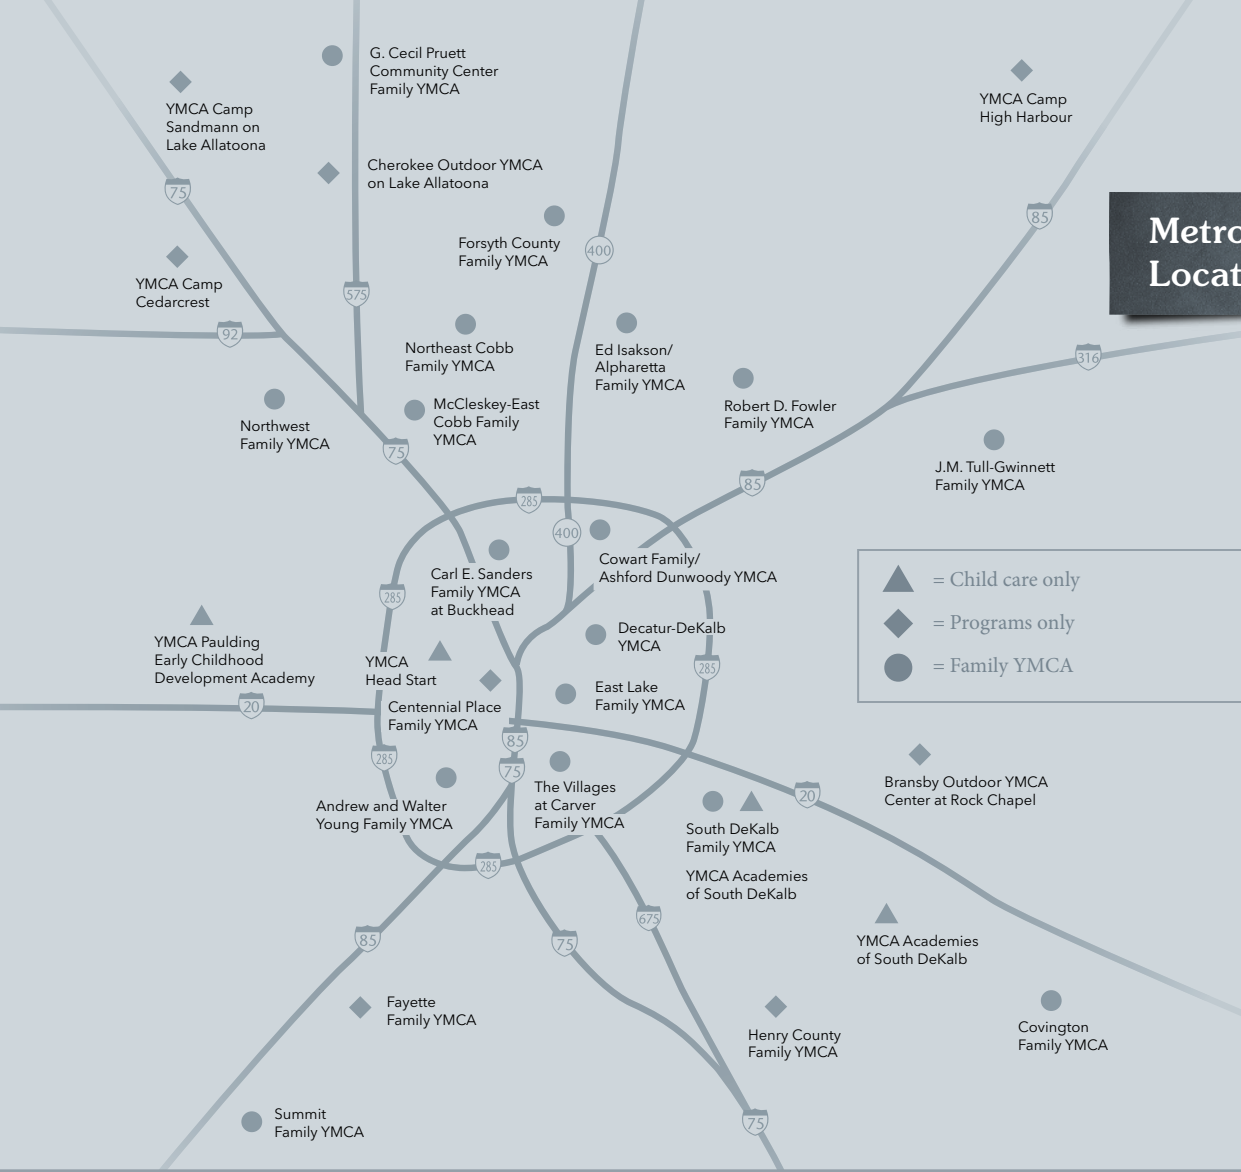 G. Cecil Pruett
Community Center
Family YMCA
YMCA Camp
Sandmann on
Lake Allatoona
YMCA Camp
High Harbour
Cherokee Outdoor YMCA
on Lake Allatoona
75
85
Metro
Locat
Forsyth County
Family YMCA
400
YMCA Camp
Cedarcrest
575
92
Northeast Cobb
Family YMCA
Ed Isakson/
Alpharetta
Family YMCA
316
Robert D. Fowler
Family YMCA
McCleskey-East
Cobb Family
YMCA
Northwest
Family YMCA
75
J.M. Tull-Gwinnett
Family YMCA
85
285
400
Cowart Family/
Ashford Dunwoody YMCA
Carl E. Sanders
Family YMCA
at Buckhead
285
= Child care only
= Programs only
= Family YMCA
YMCA Paulding
Early Childhood
Development Academy
Decatur-DeKalb
YMCA
YMCA
Head Start
285
East Lake
Family YMCA
20
Centennial Place
Family YMCA
85
285
75
The Villages
at Carver
Family YMCA
Bransby Outdoor YMCA
Center at Rock Chapel
20
Andrew and Walter
Young Family YMCA
South DeKalb
Family YMCA
YMCA Academies
of South DeKalb
285
675
85
75
YMCA Academies
of South DeKalb
Fayette
Family YMCA
Henry County
Family YMCA
Covington
Family YMCA
Summit
Family YMCA
75